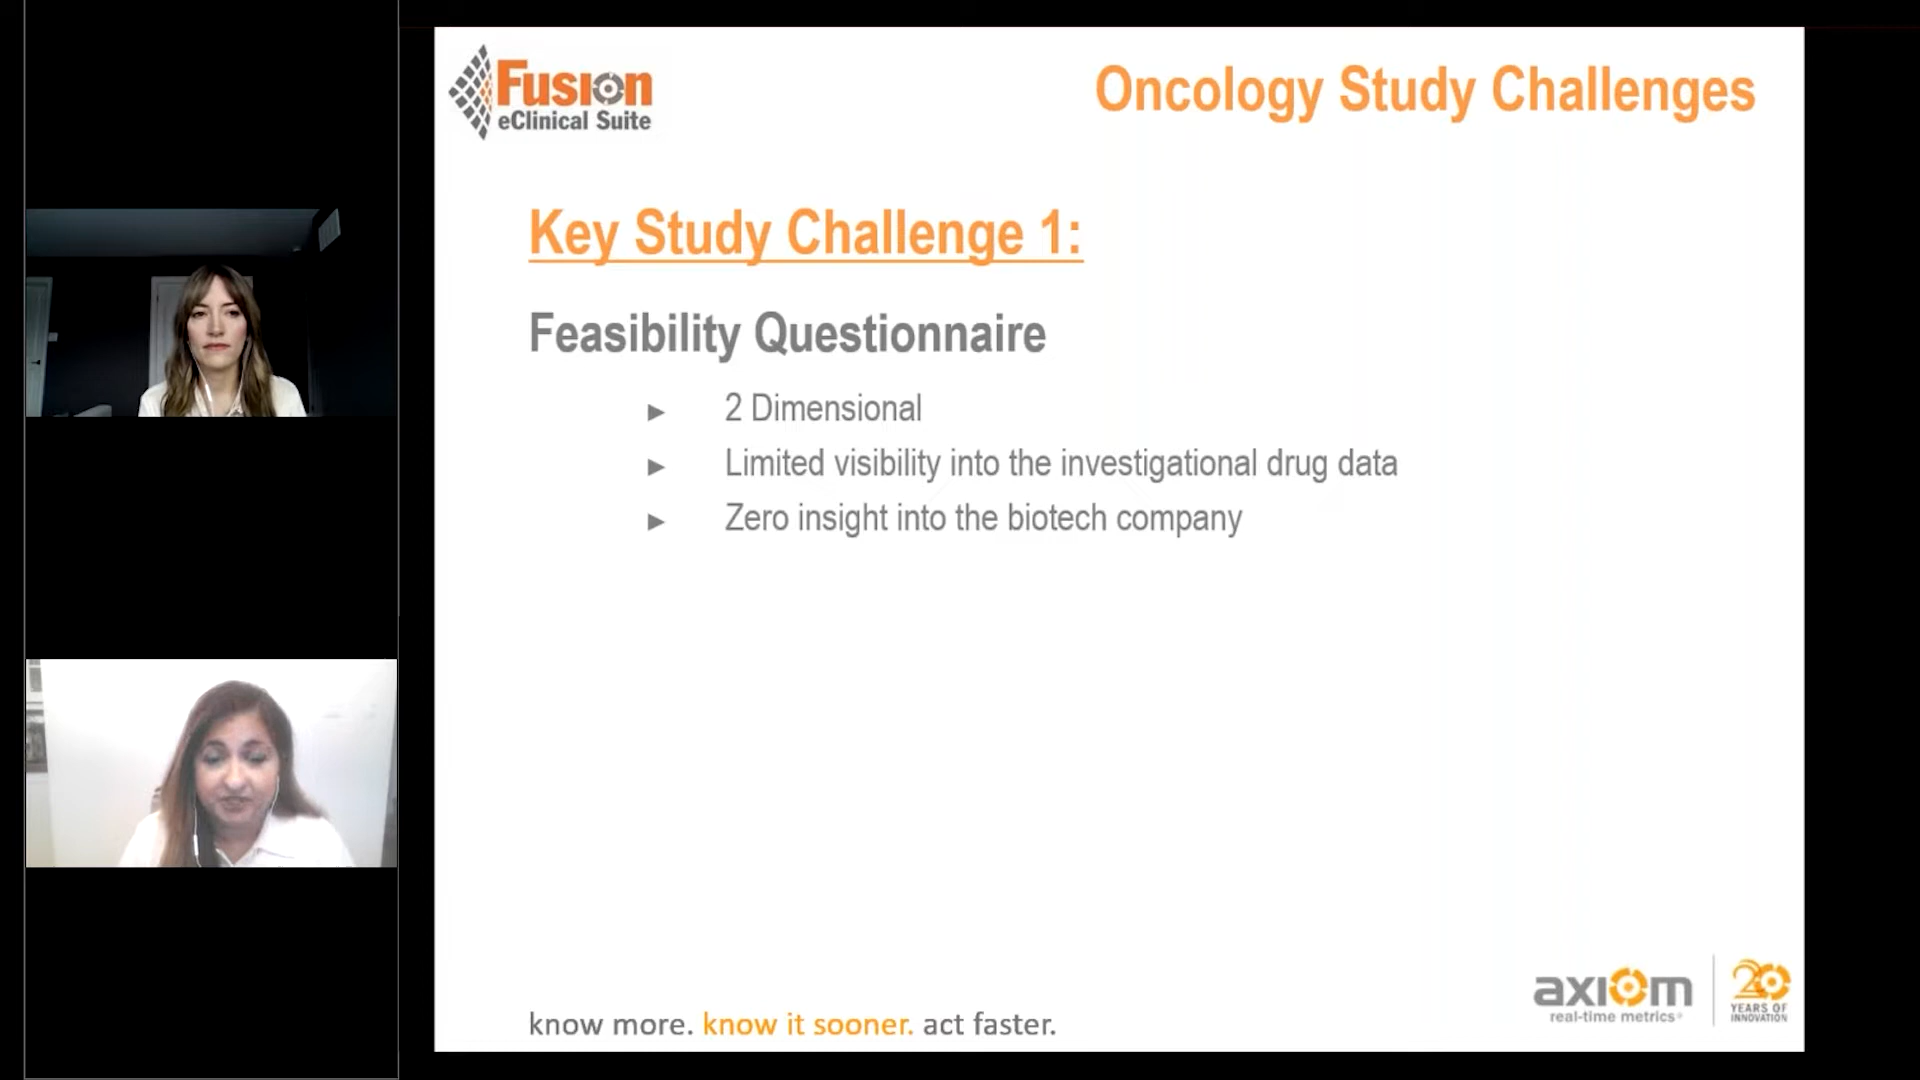 Fusion
eClinical Suite
Oncology Study Challenges
Key Study Challenge 1:
Feasibility Questionnaire
► 2 Dimensional
► Limited visibility into the investigational drug data
► Zero insight into the biotech company
know more. know it sooner. act faster.
axiom
real-time metrics®
20
YEARS OF
INNOVATION